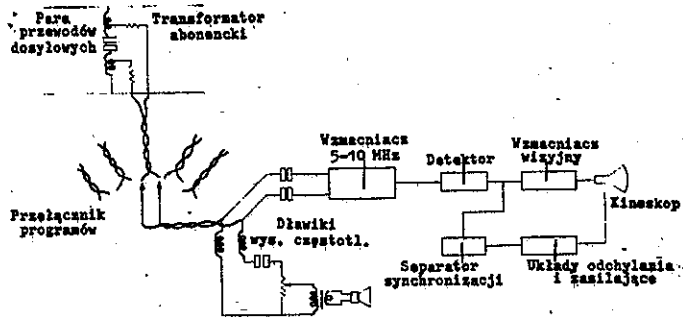 Para
przewodów
dosyłowych
Transformator
abonencki
Wzmacniacz
5-10 MHz
Detektor
Wzmacniacz
wizyjny
Kineskop
Przełącznik
programów
Dławiki
wys. częstotl.
Separator
synchronizacji
Układy odchylania
i zasilające